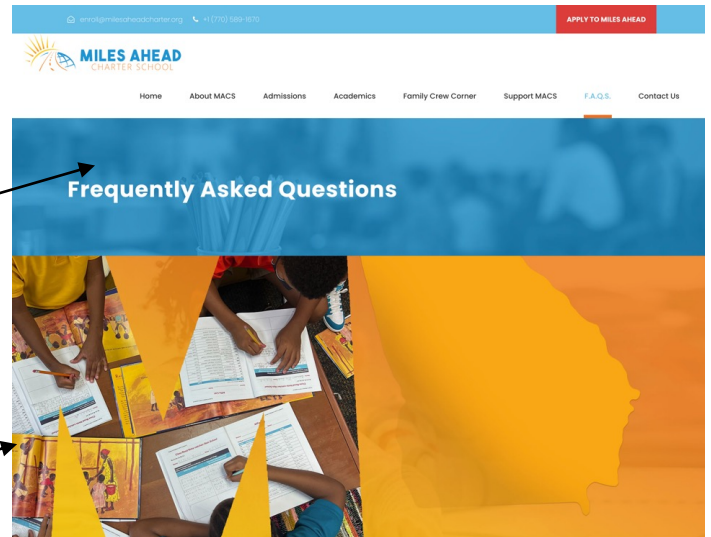 enroll@milesaheadcharter.org +1 (770) 589-1670 APPLY TO MILES AHEAD
MILES AHEAD
CHARTER SCHOOL
Home About MACS Admissions Academics Family Crew Corner Support MACS F.A.Q.S. Contact Us
Frequently Asked Questions